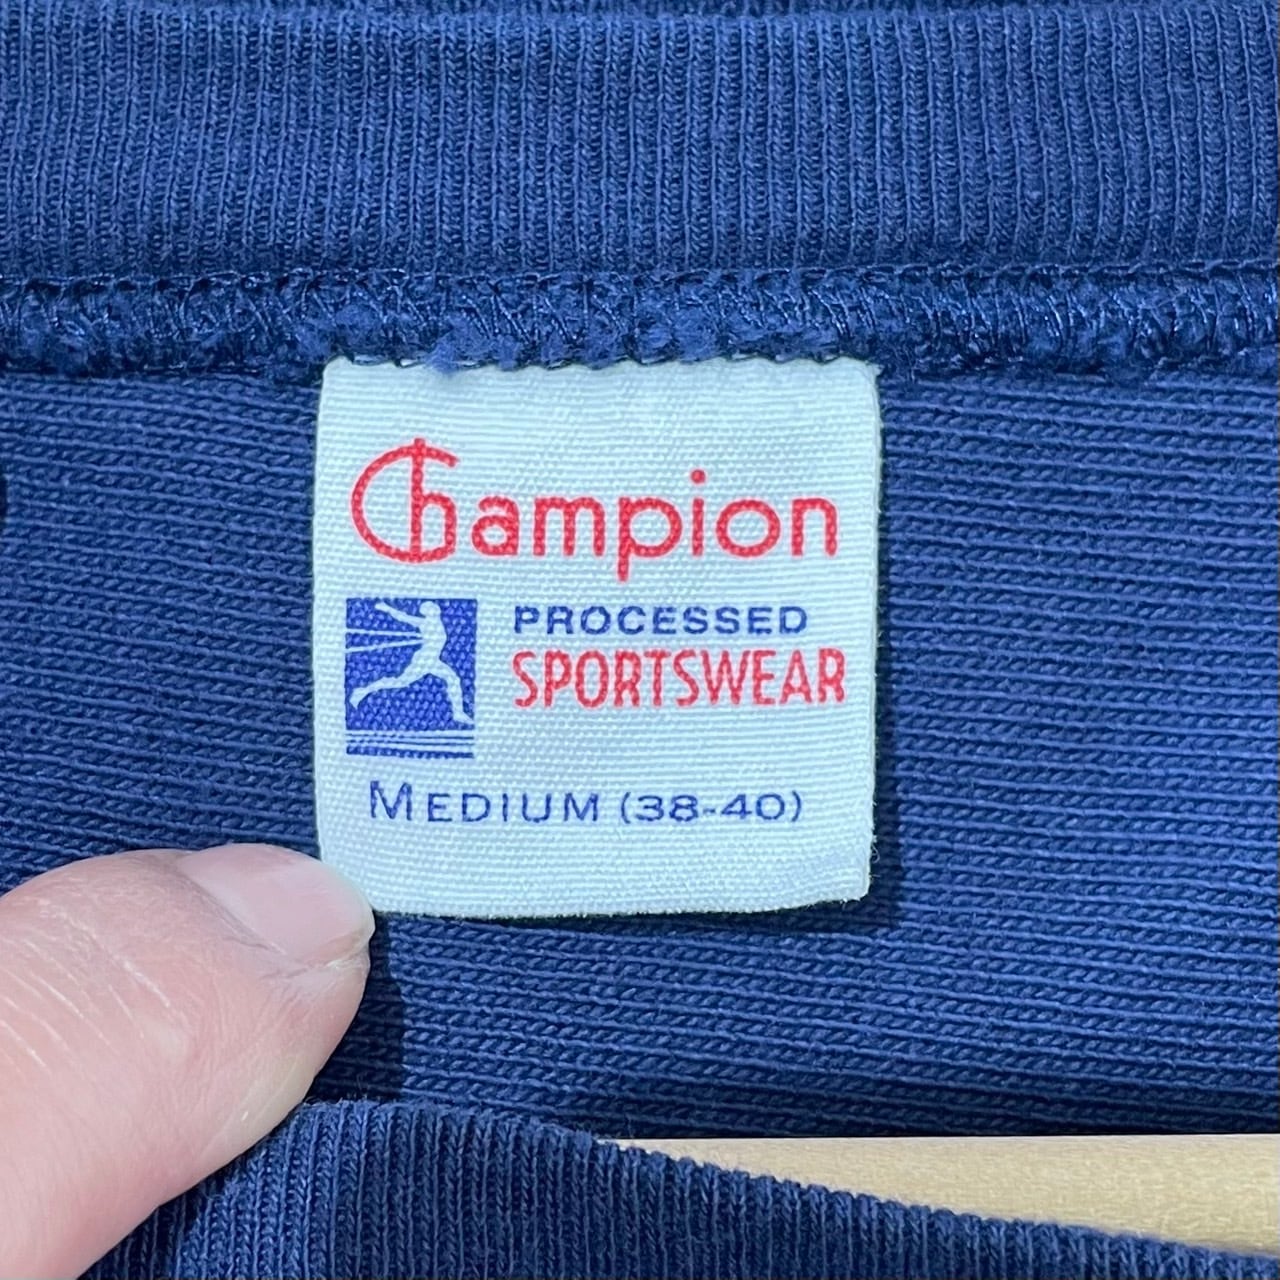 Champion
PROCESSED
SPORTSWEAR
MEDIUM (38-40)